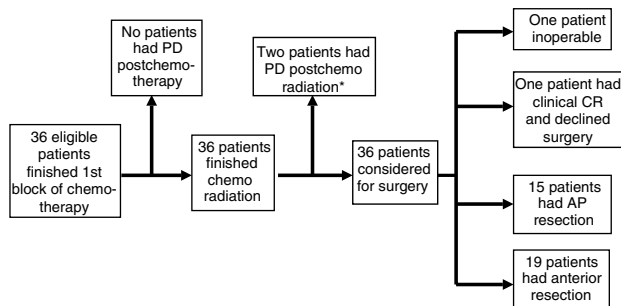 No patients
had PD
postchemo-
therapy
Two patients had
PD postchemo
radiation*
One patient
inoperable
One patient had
clinical CR
and declined
surgery
36 eligible
patients
finished 1st
block of chemo-
therapy
36 patients
finished
chemo
radiation
36 patients
considered
for surgery
15 patients
had AP
resection
19 patients
had anterior
resection